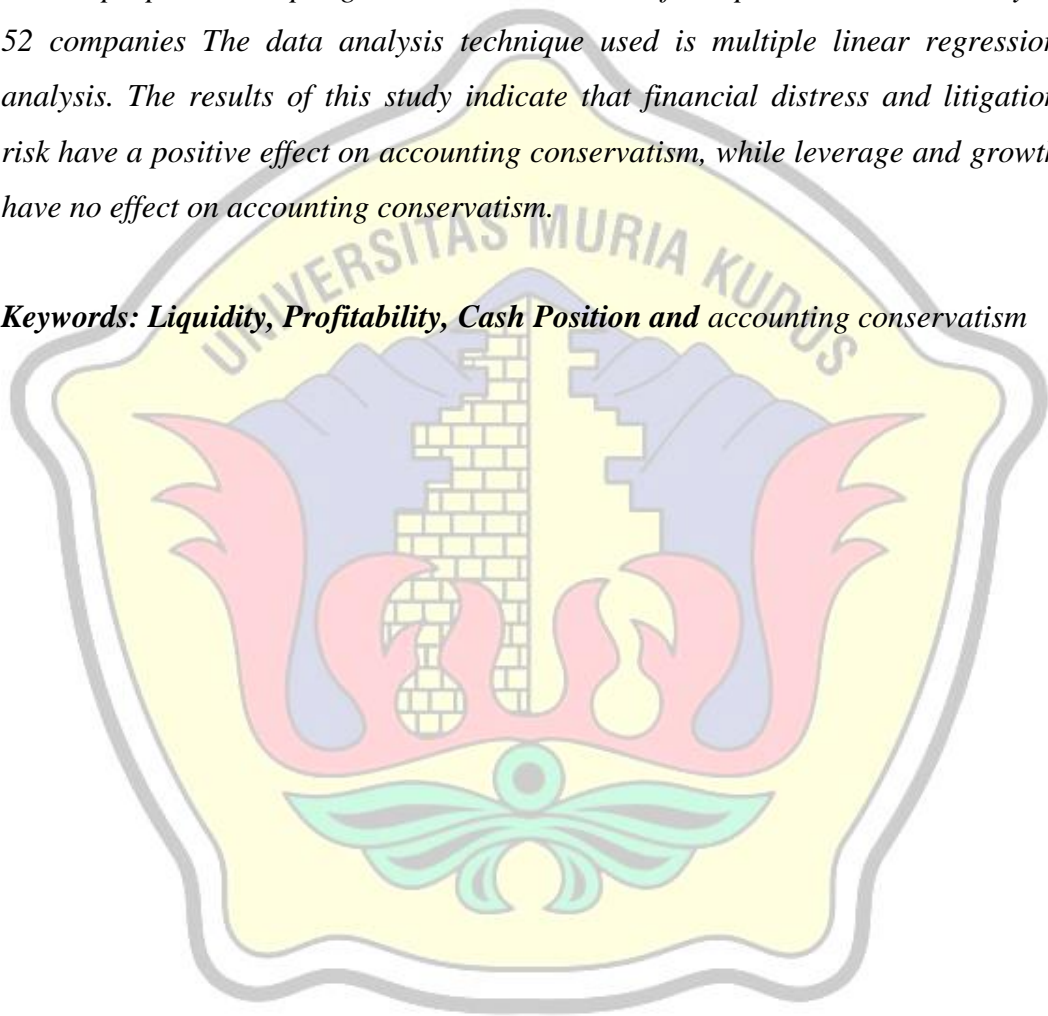 52 companies The data analysis technique used is multiple linear regression
analysis. The results of this study indicate that financial distress and litigation
risk have a positive effect on accounting conservatism, while leverage and growth
have no effect on accounting conservatism.
UNIVERSITAS MURIA KUDUS
Keywords: Liquidity, Profitability, Cash Position and accounting conservatism